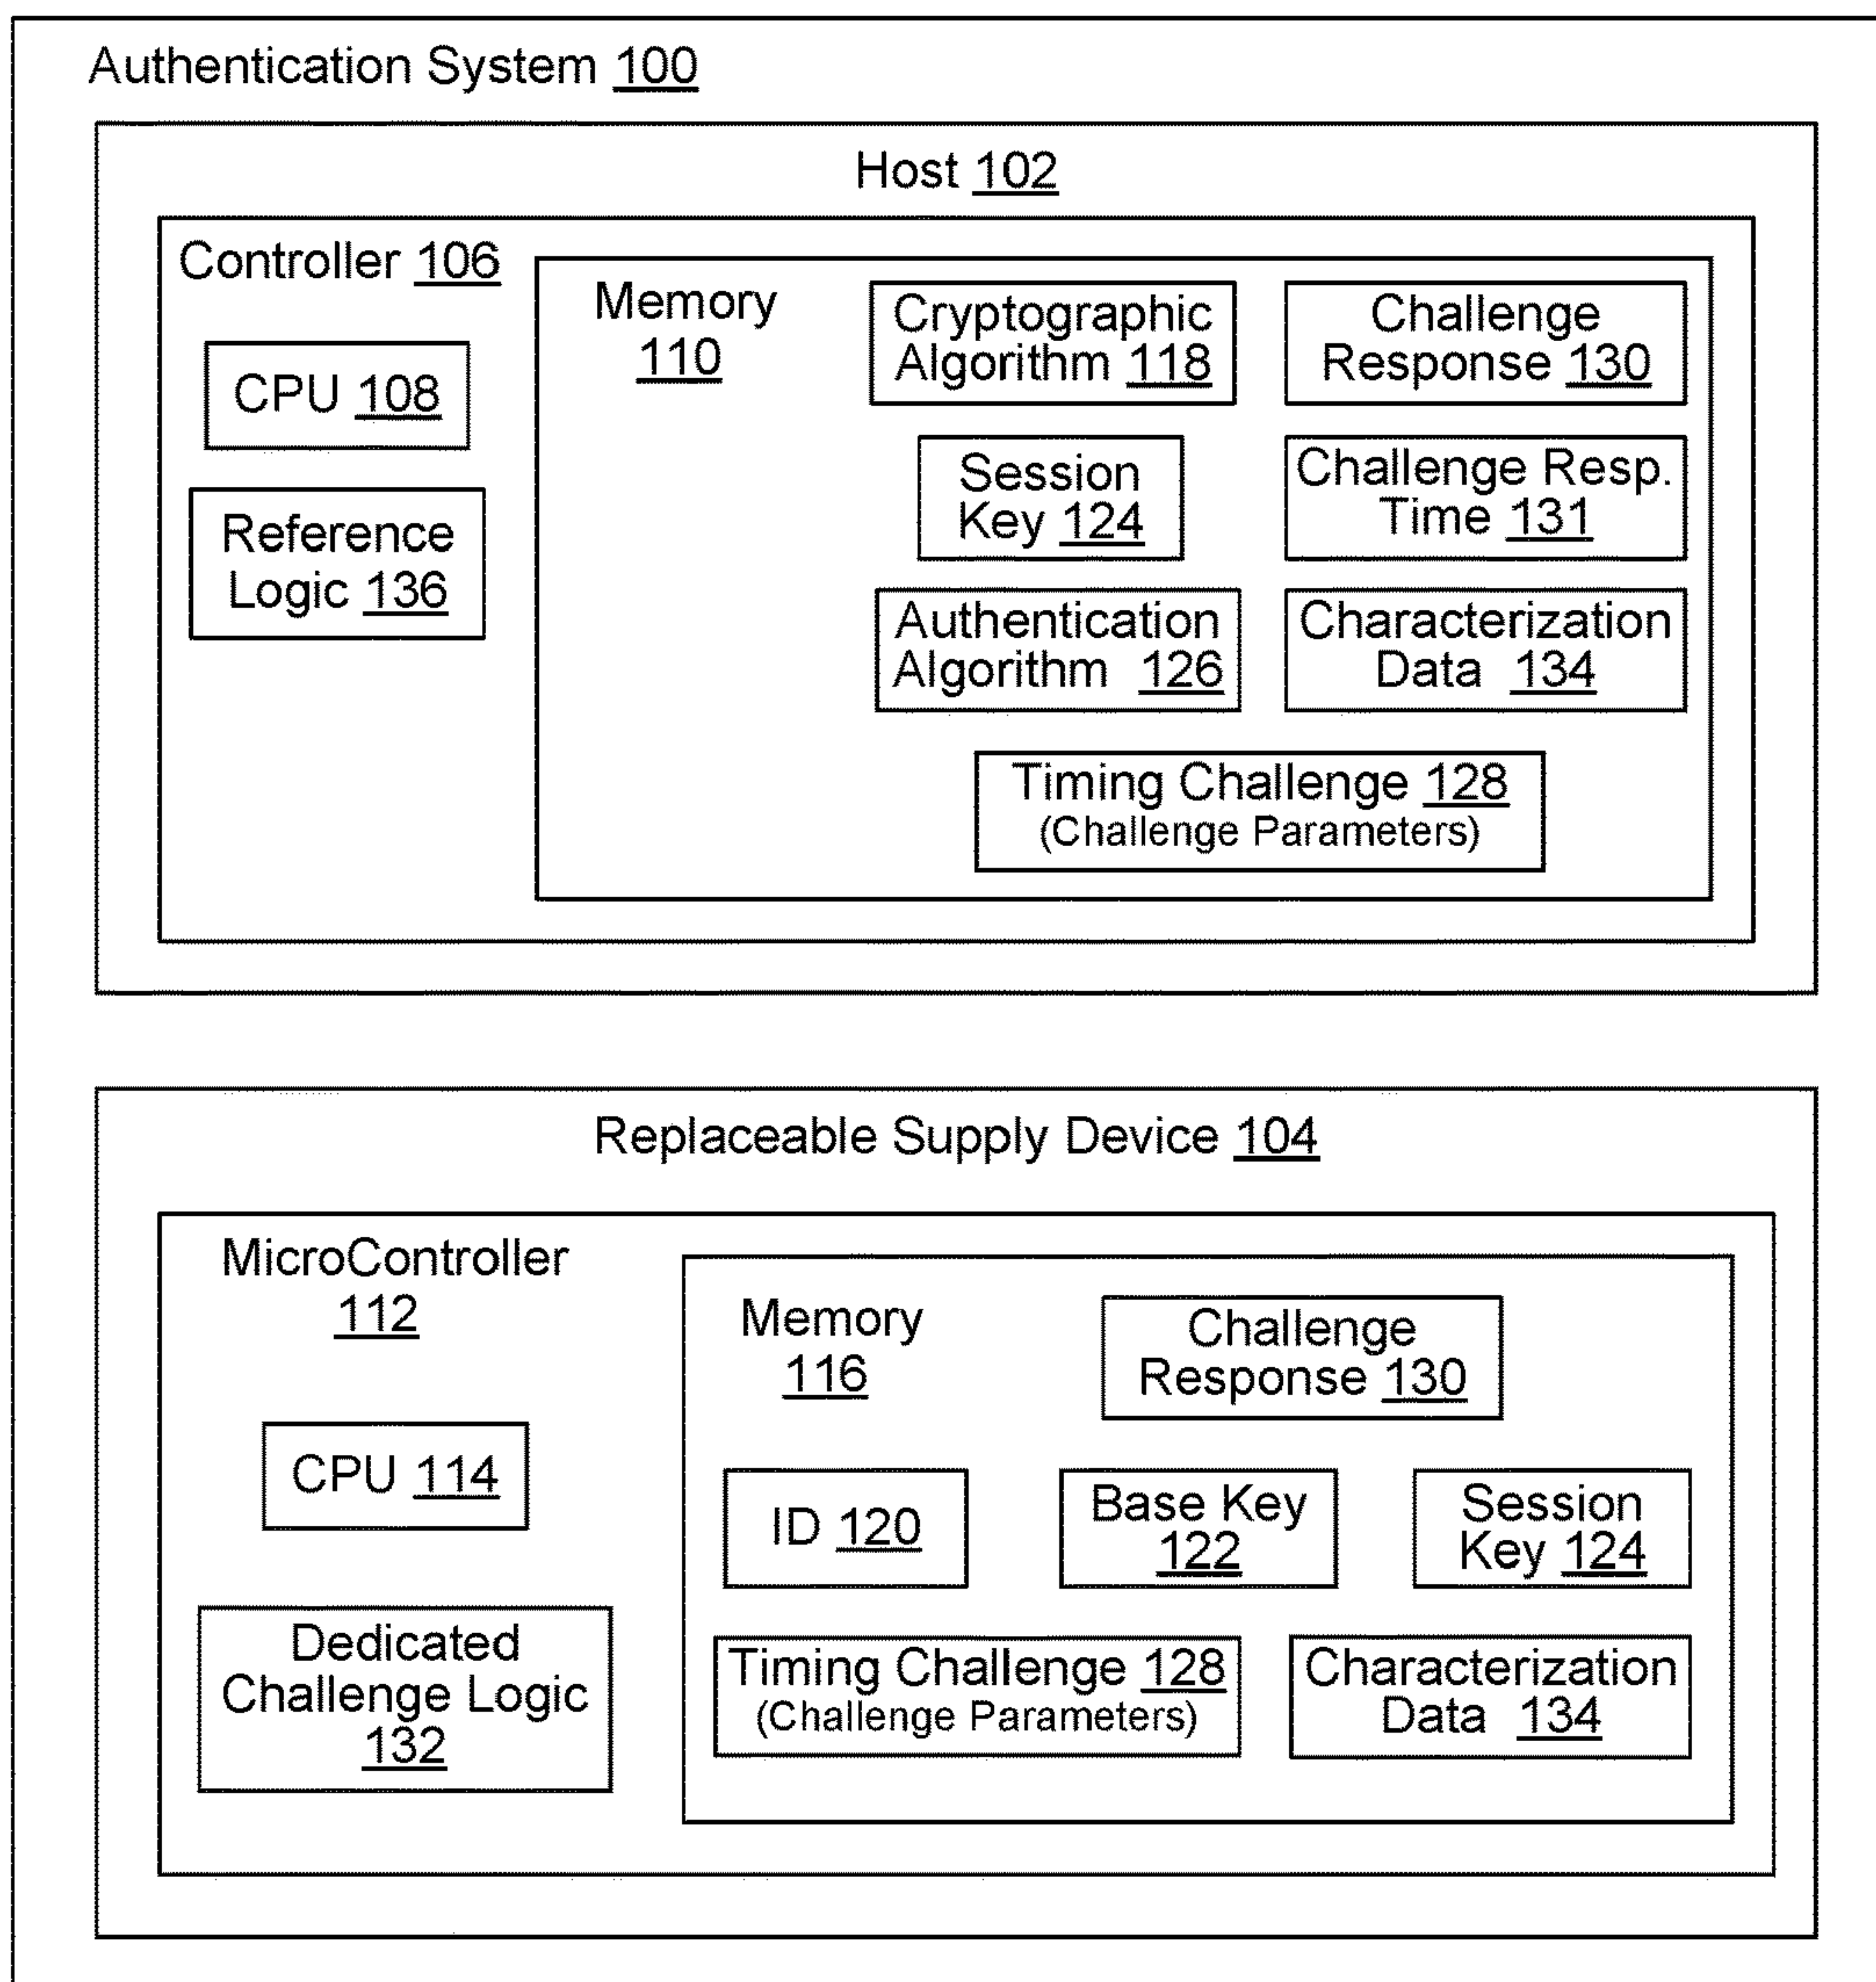 Authentication System 100
Host 102
Controller 106
CPU 108
Reference
Logic 136
Memory
110
Cryptographic
Algorithm 118
Challenge
Response 130
Session
Key 124
Challenge Resp.
Time 131
Authentication
Algorithm 126
Characterization
Data 134
Timing Challenge 128
(Challenge Parameters)
Replaceable Supply Device 104
MicroController
112
CPU 114
Dedicated
Challenge Logic
132
Memory
116
Challenge
Response 130
ID 120
Base Key
122
Session
Key 124
Timing Challenge 128
(Challenge Parameters)
Characterization
Data 134